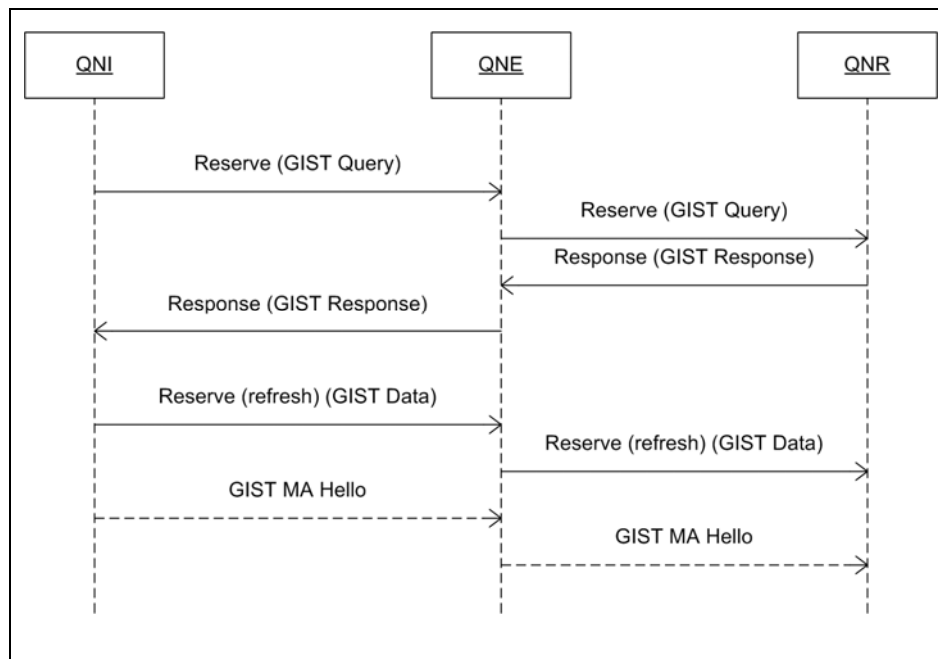 QNI
QNE
QNR
Reserve (GIST Query)
Reserve (GIST Query)
Response (GIST Response)
Response (GIST Response)
Reserve (refresh) (GIST Data)
Reserve (refresh) (GIST Data)
GIST MA Hello
GIST MA Hello